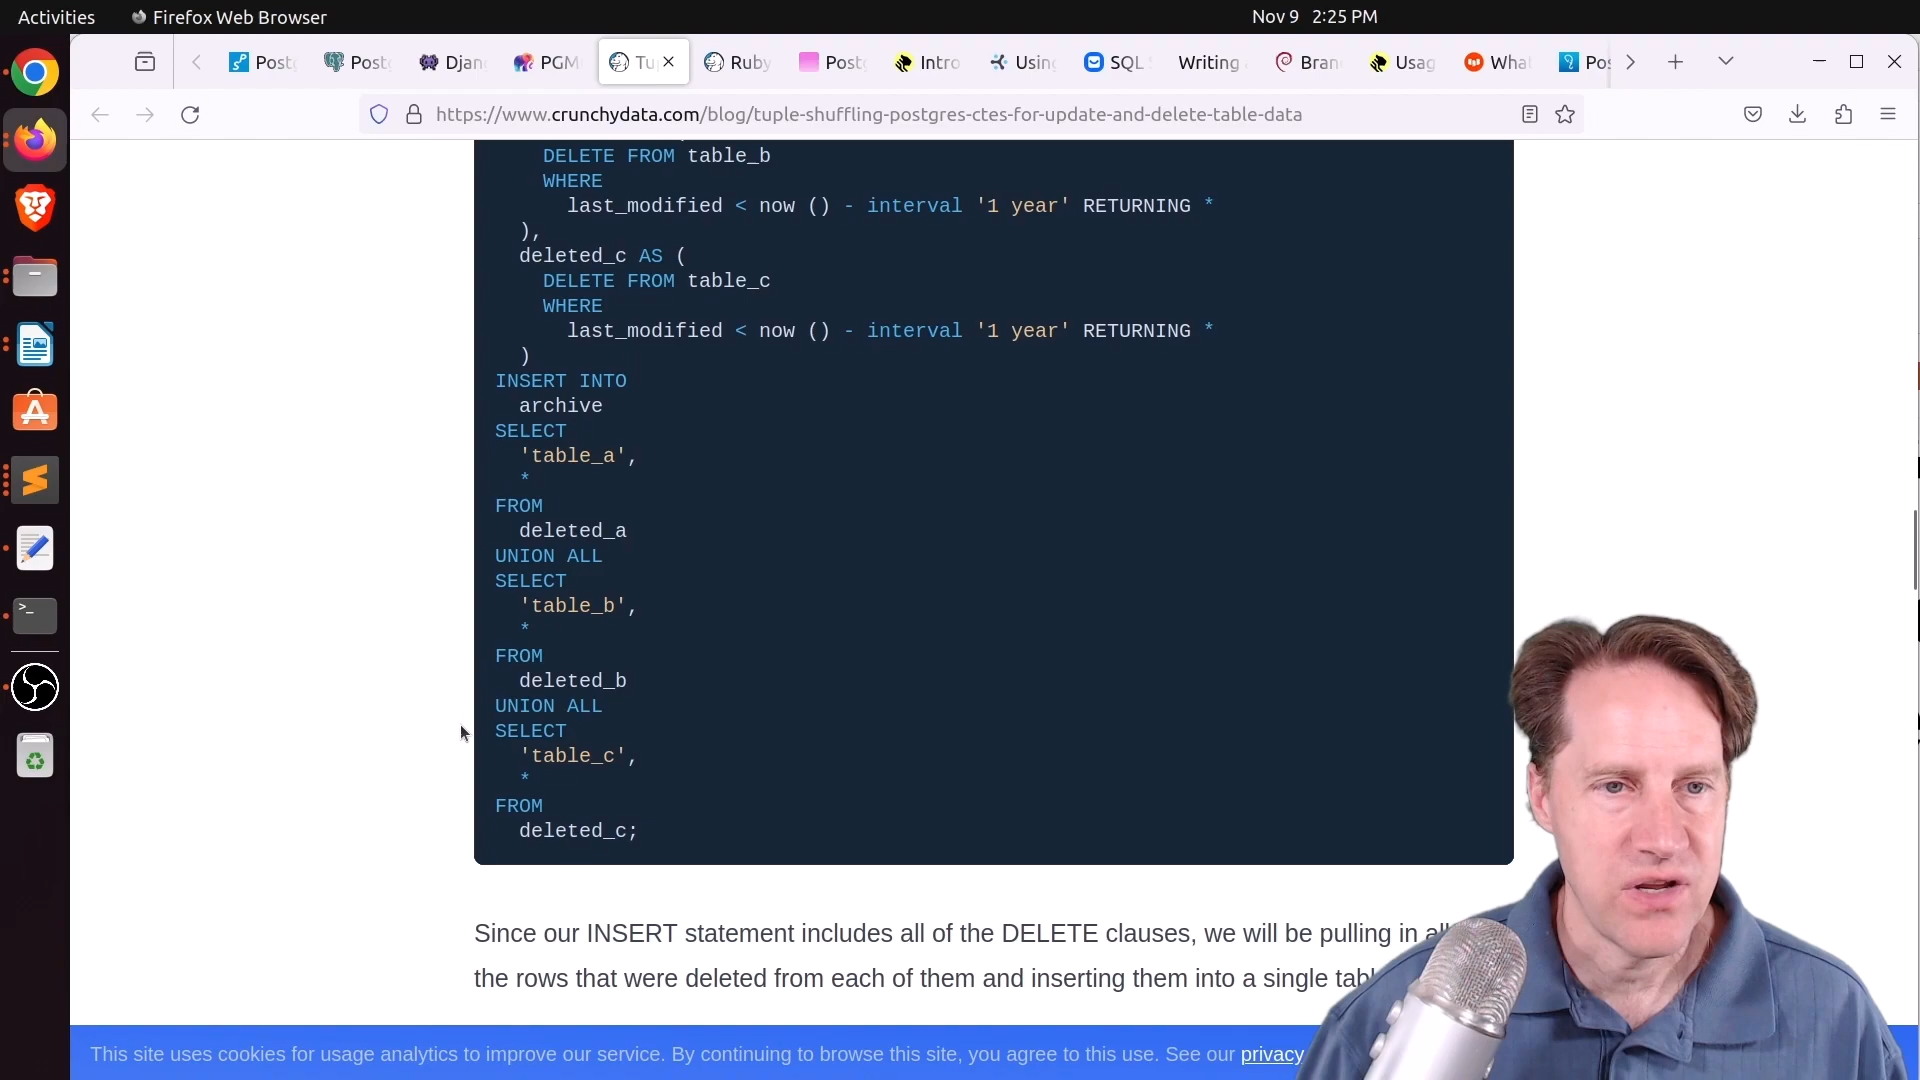 Activities
Firefox Web Browser
Nov 9 2:25 PM
Post
Post
Djan
PGM
Tu
Ruby
Post
Intro
Usin
SQL
Writing
Bran
Usag
What
Pos
https://www.crunchydata.com/blog/tuple-shuffling-postgres-ctes-for-update-and-delete-table-data
DELETE FROM table_b
WHERE
last_modified < now () - interval '1 year' RETURNING *
),
deleted_c AS (
DELETE FROM table_c
WHERE
last_modified < now () - interval '1 year' RETURNING *
)
INSERT INTO
archive
SELECT
'table_a',
*
FROM
deleted_a
UNION ALL
SELECT
'table_b',
*
FROM
deleted_b
UNION ALL
SELECT
'table_c',
*
FROM
deleted_c;
Since our INSERT statement includes all of the DELETE clauses, we will be pulling in all
the rows that were deleted from each of them and inserting them into a single
This site uses cookies for usage analytics to improve our service. By continuing to browse this site, you agree to this use. See our privacy